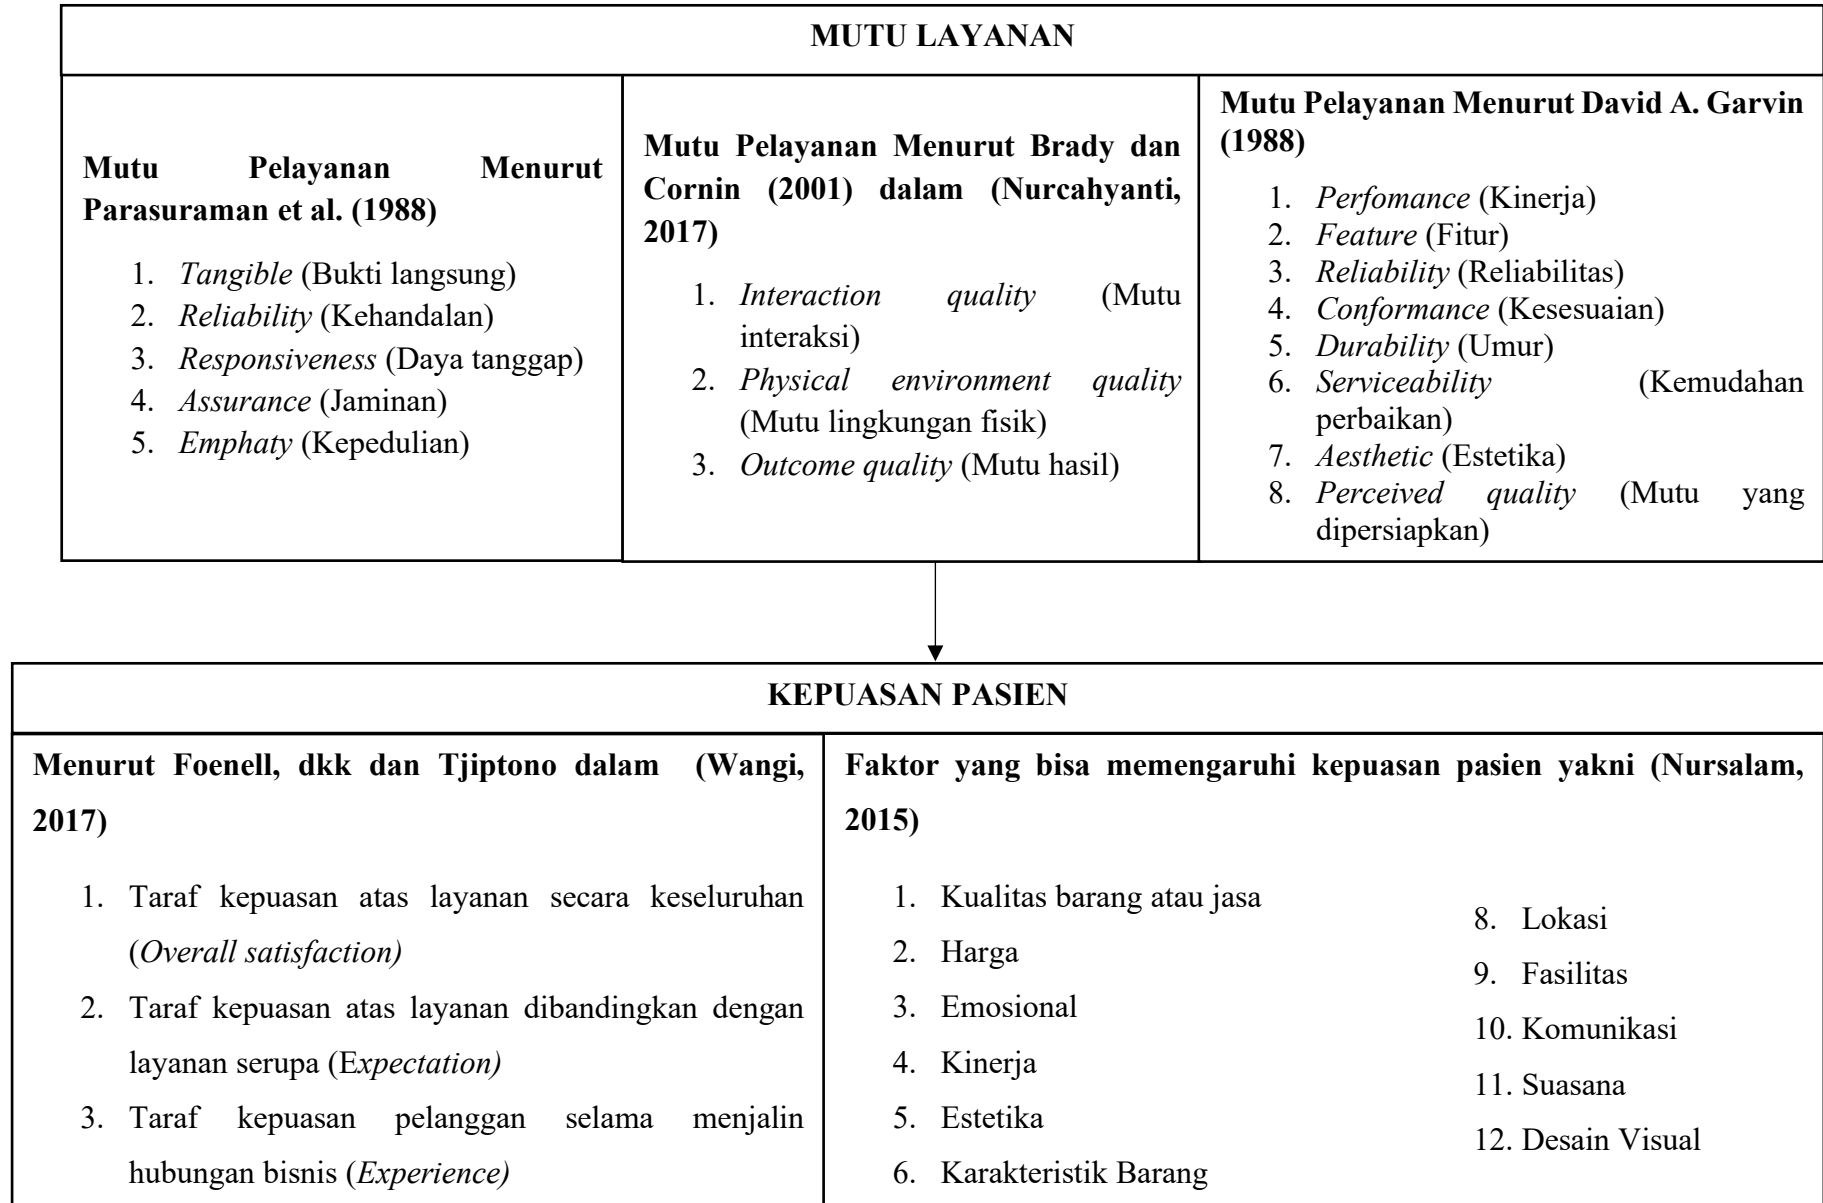 MUTU LAYANAN
Mutu Pelayanan Menurut
Parasuraman et al. (1988)
1. Tangible (Bukti langsung)
2. Reliability (Kehandalan)
3. Responsiveness (Daya tanggap)
4. Assurance (Jaminan)
5. Emphaty (Kepedulian)
Mutu Pelayanan Menurut Brady dan
Cornin (2001) dalam (Nurcahyanti,
2017)
1. Interaction quality (Mutu
interaksi)
2. Physical environment quality
(Mutu lingkungan fisik)
3. Outcome quality (Mutu hasil)
Mutu Pelayanan Menurut David A. Garvin
(1988)
1. Perfomance (Kinerja)
2. Feature (Fitur)
3. Reliability (Reliabilitas)
4. Conformance (Kesesuaian)
5. Durability (Umur)
6. Serviceability (Kemudahan
perbaikan)
7. Aesthetic (Estetika)
8. Perceived quality (Mutu yang
dipersiapkan)
KEPUASAN PASIEN
Menurut Foenell, dkk dan Tjiptono dalam (Wangi,
2017)
1. Taraf kepuasan atas layanan secara keseluruhan
(Overall satisfaction)
2. Taraf kepuasan atas layanan dibandingkan dengan
layanan serupa (Expectation)
3. Taraf kepuasan pelanggan selama menjalin
hubungan bisnis (Experience)
Faktor yang bisa memengaruhi kepuasan pasien yakni (Nursalam,
2015)
1. Kualitas barang atau jasa
2. Harga
3. Emosional
4. Kinerja
5. Estetika
6. Karakteristik Barang
8. Lokasi
9. Fasilitas
10. Komunikasi
11. Suasana
12. Desain Visual